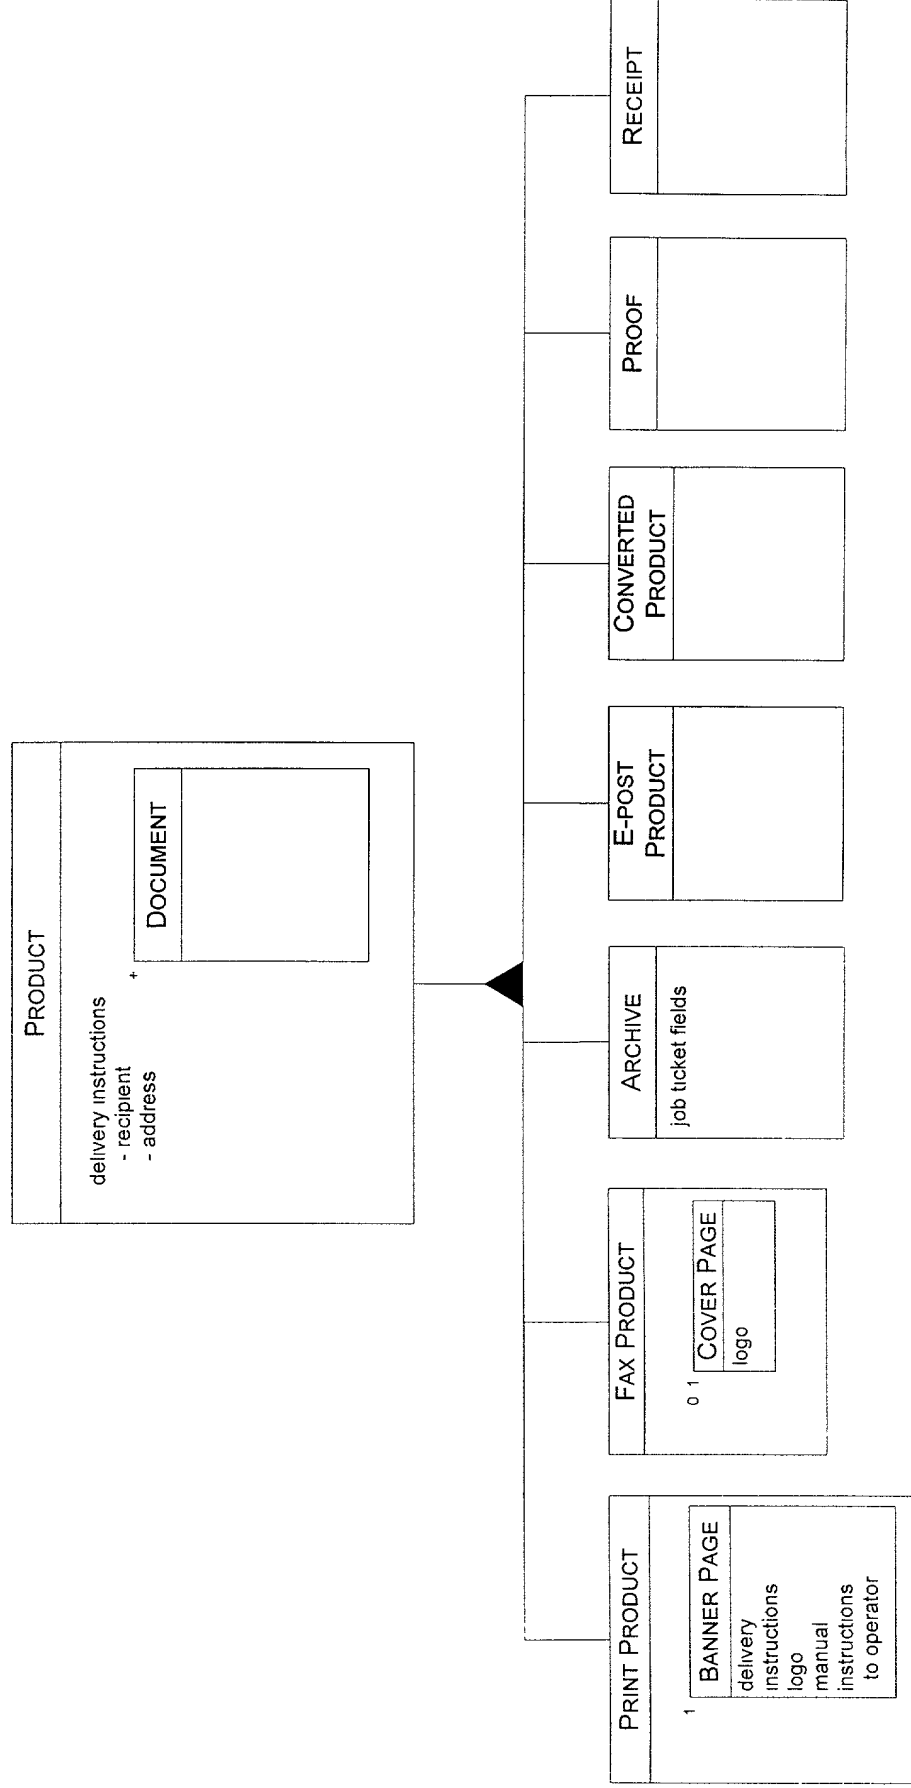 PRODUCT
delivery instructions
- recipient
- address
+
DOCUMENT
PRINT PRODUCT
1
BANNER PAGE
delivery
instructions
logo
manual
instructions
to operator
FAX PRODUCT
0 1
COVER PAGE
logo
ARCHIVE
job ticket fields
E-POST
PRODUCT
CONVERTED
PRODUCT
PROOF
RECEIPT